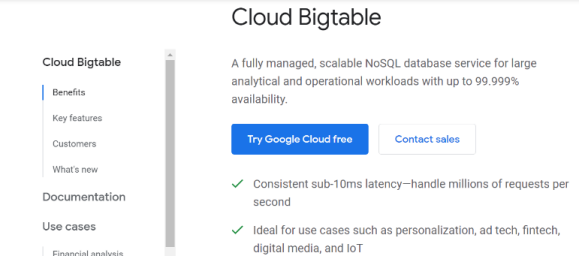 Cloud Bigtable
Cloud Bigtable
Benefits
Key features
Customers
What's new
Documentation
Use cases
Financial analysis
A fully managed, scalable NoSQL database service for large
analytical and operational workloads with up to 99.999%
availability.
Try Google Cloud free
Contact sales
Consistent sub-10ms latency—handle millions of requests per
second
Ideal for use cases such as personalization, ad tech, fintech,
digital media, and IoT